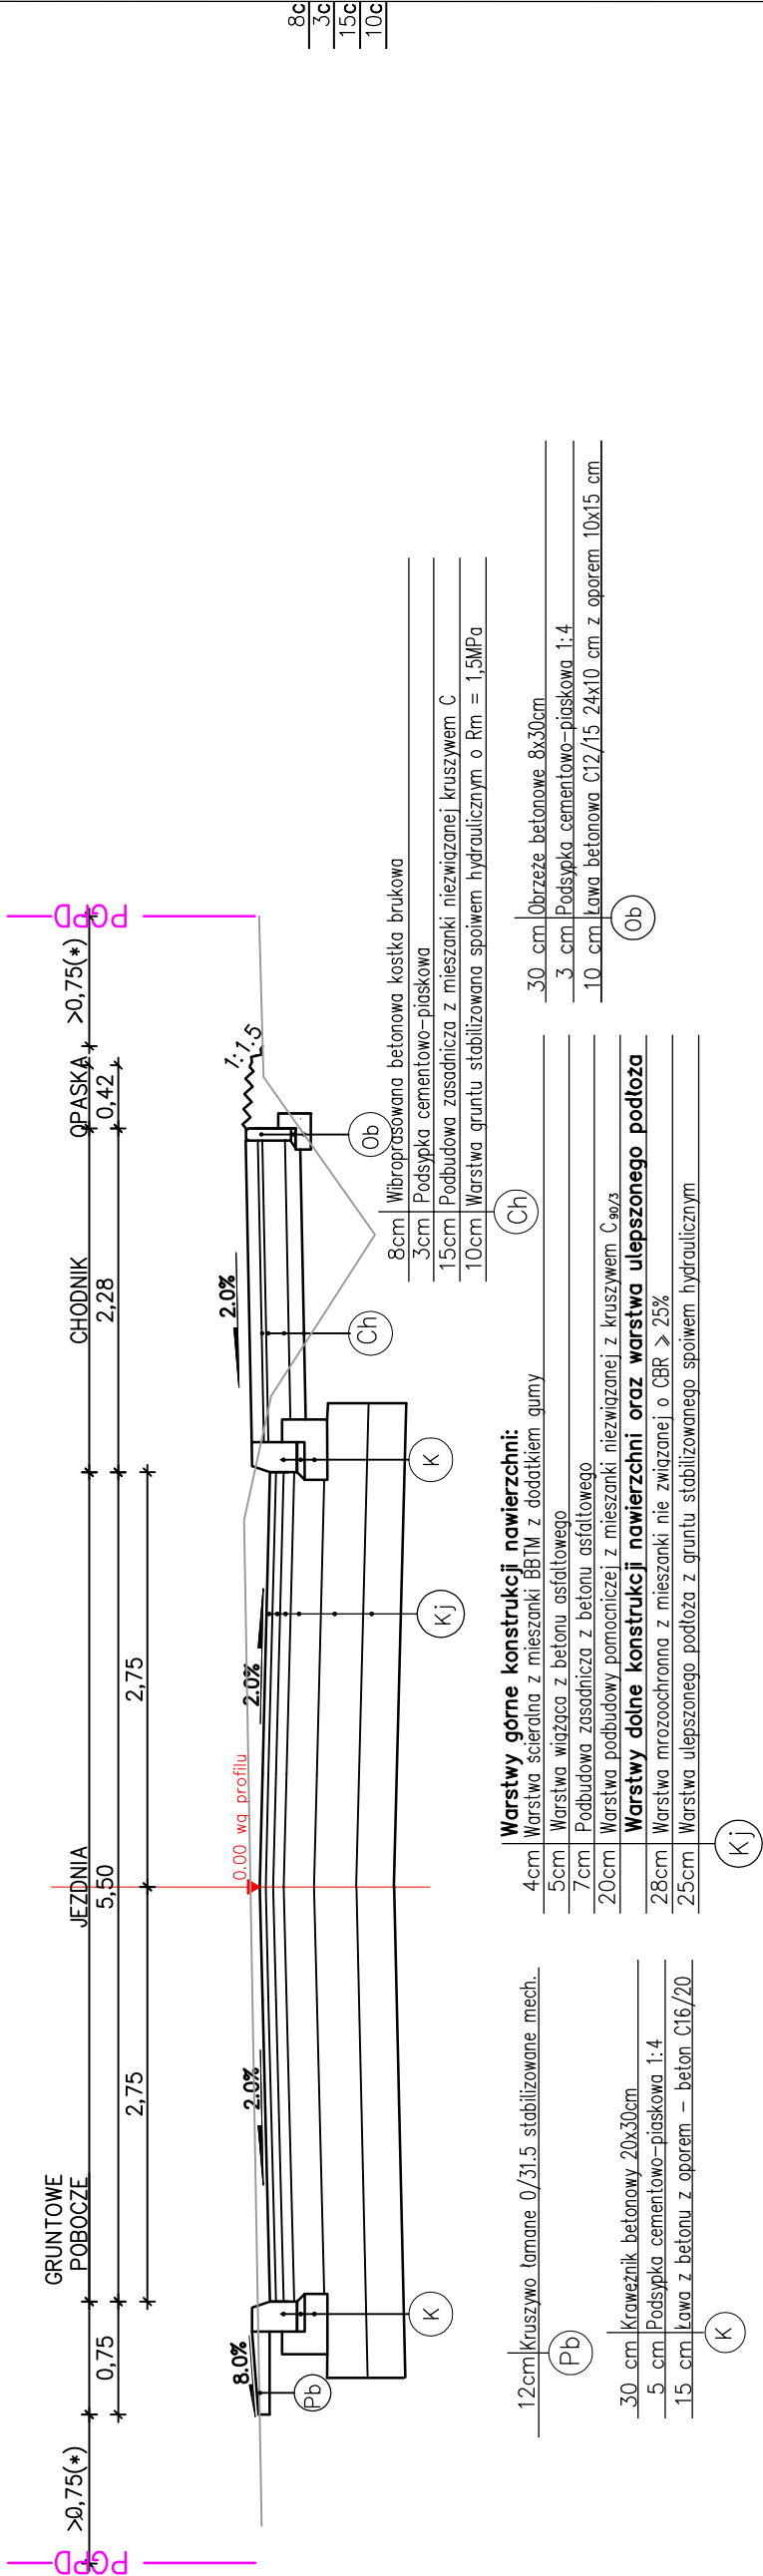 PGPD
>0,75(*)
GRUNTOWE
POBOCZE
JEZDNIA
CHODNIK
OPASKA
>0,75(*)
PGPD
0,75
5,50
2,28
0,42
2,75
2,75
8.0%
2.0%
0.00 wg profilu
2.0%
2.0%
1:1.5
Pb
K
Kj
K
Ch
Ob
8cm Wibroprasowana betonowa kostka brukowa
3cm Podsypka cementowo-piaskowa
15cm Podbudowa zasadnicza z mieszanki niezwiązanej kruszywem C
10cm Warstwa gruntu stabilizowana spoiwem hydraulicznym o Rm = 1,5MPa
Ch
12cm Kruszywo łamane 0/31.5 stabilizowane mech.
Pb
30 cm Krawężnik betonowy 20x30cm
5 cm Podsypka cementowo-piaskowa 1:4
15 cm Ława z betonu z oporem - beton C16/20
K
Warstwy górne konstrukcji nawierzchni:
4cm Warstwa ścieralna z mieszanki BBTM z dodatkiem gumy
5cm Warstwa wiążąca z betonu asfaltowego
7cm Podbudowa zasadnicza z betonu asfaltowego
20cm Warstwa podbudowy pomocniczej z mieszanki niezwiązanej z kruszywem C90/3
Warstwy dolne konstrukcji nawierzchni oraz warstwa ulepszonego podłoża
28cm Warstwa mrozoochronna z mieszanki nie związanej o CBR ⩾ 25%
25cm Warstwa ulepszonego podłoża z gruntu stabilizowanego spoiwem hydraulicznym
Kj
30 cm Obrzeże betonowe 8x30cm
3 cm Podsypka cementowo-piaskowa 1:4
10 cm Ława betonowa C12/15 24x10 cm z oporem 10x15 cm
Ob
8c
3c
15c
10c